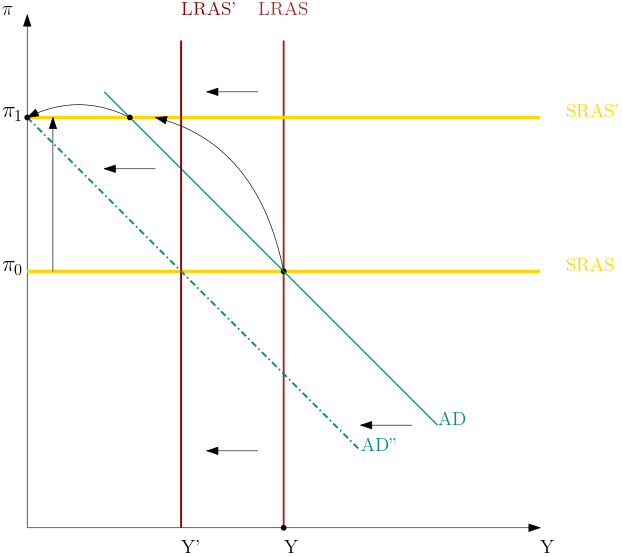 π
LRAS' LRAS
π₁
SRAS'
π₀
SRAS
AD
AD"
Y' Y Y